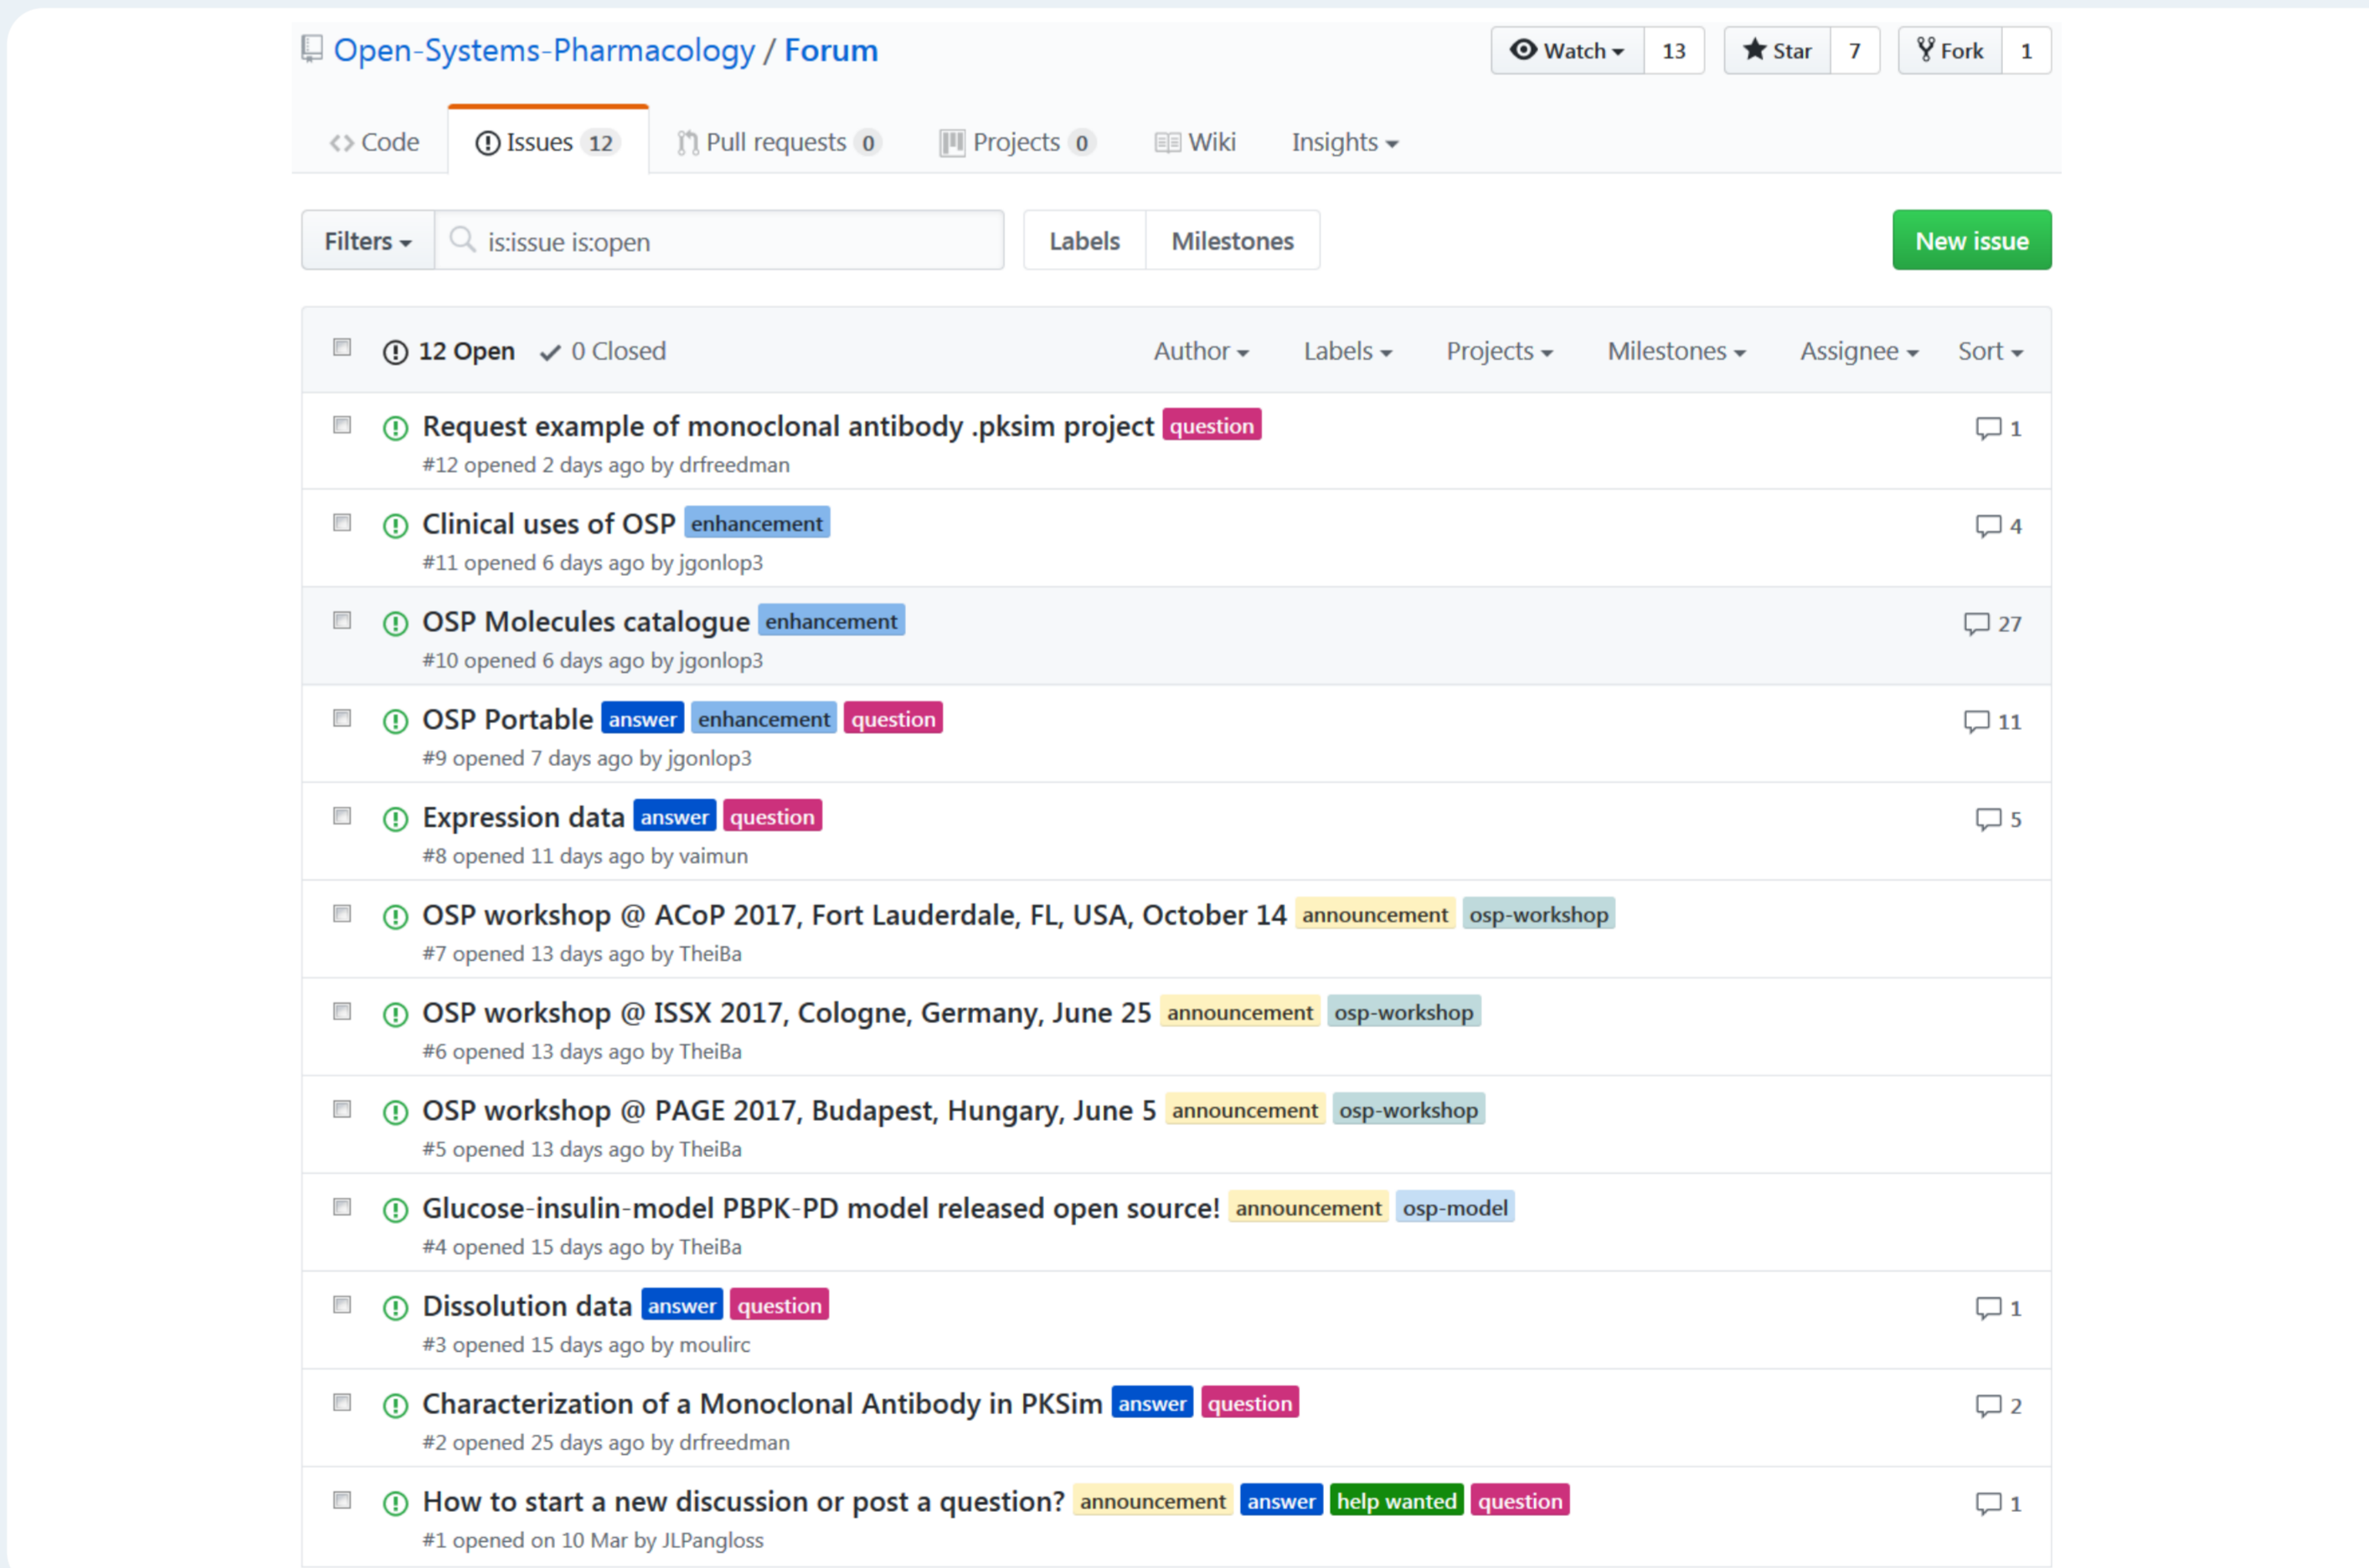 Open-Systems-Pharmacology / Forum
Watch 13 Star 7 Fork 1
Code Issues 12 Pull requests 0 Projects 0 Wiki Insights
Filters is:issue is:open Labels Milestones New issue
12 Open 0 Closed Author Labels Projects Milestones Assignee Sort
Request example of monoclonal antibody .pksim project question 1
#12 opened 2 days ago by drfreedman
Clinical uses of OSP enhancement 4
#11 opened 6 days ago by jgonlop3
OSP Molecules catalogue enhancement 27
#10 opened 6 days ago by jgonlop3
OSP Portable answer enhancement question 11
#9 opened 7 days ago by jgonlop3
Expression data answer question 5
#8 opened 11 days ago by vaimun
OSP workshop @ ACoP 2017, Fort Lauderdale, FL, USA, October 14 announcement osp-workshop
#7 opened 13 days ago by TheiBa
OSP workshop @ ISSX 2017, Cologne, Germany, June 25 announcement osp-workshop
#6 opened 13 days ago by TheiBa
OSP workshop @ PAGE 2017, Budapest, Hungary, June 5 announcement osp-workshop
#5 opened 13 days ago by TheiBa
Glucose-insulin-model PBPK-PD model released open source! announcement osp-model
#4 opened 15 days ago by TheiBa
Dissolution data answer question 1
#3 opened 15 days ago by moulirc
Characterization of a Monoclonal Antibody in PKSim answer question 2
#2 opened 25 days ago by drfreedman
How to start a new discussion or post a question? announcement answer help wanted question 1
#1 opened on 10 Mar by JLPangloss